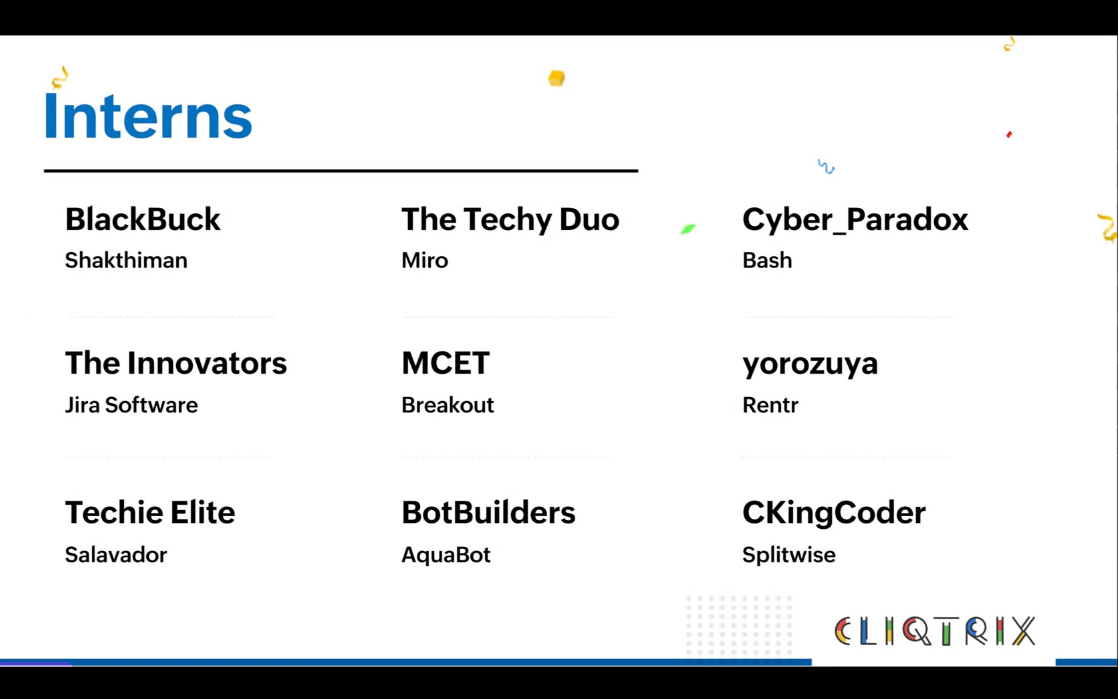 Interns
BlackBuck
Shakthiman
The Techy Duo
Miro
Cyber_Paradox
Bash
The Innovators
Jira Software
MCET
Breakout
yorozuya
Rentr
Techie Elite
Salavador
BotBuilders
AquaBot
CKingCoder
Splitwise
CLIQTRIX